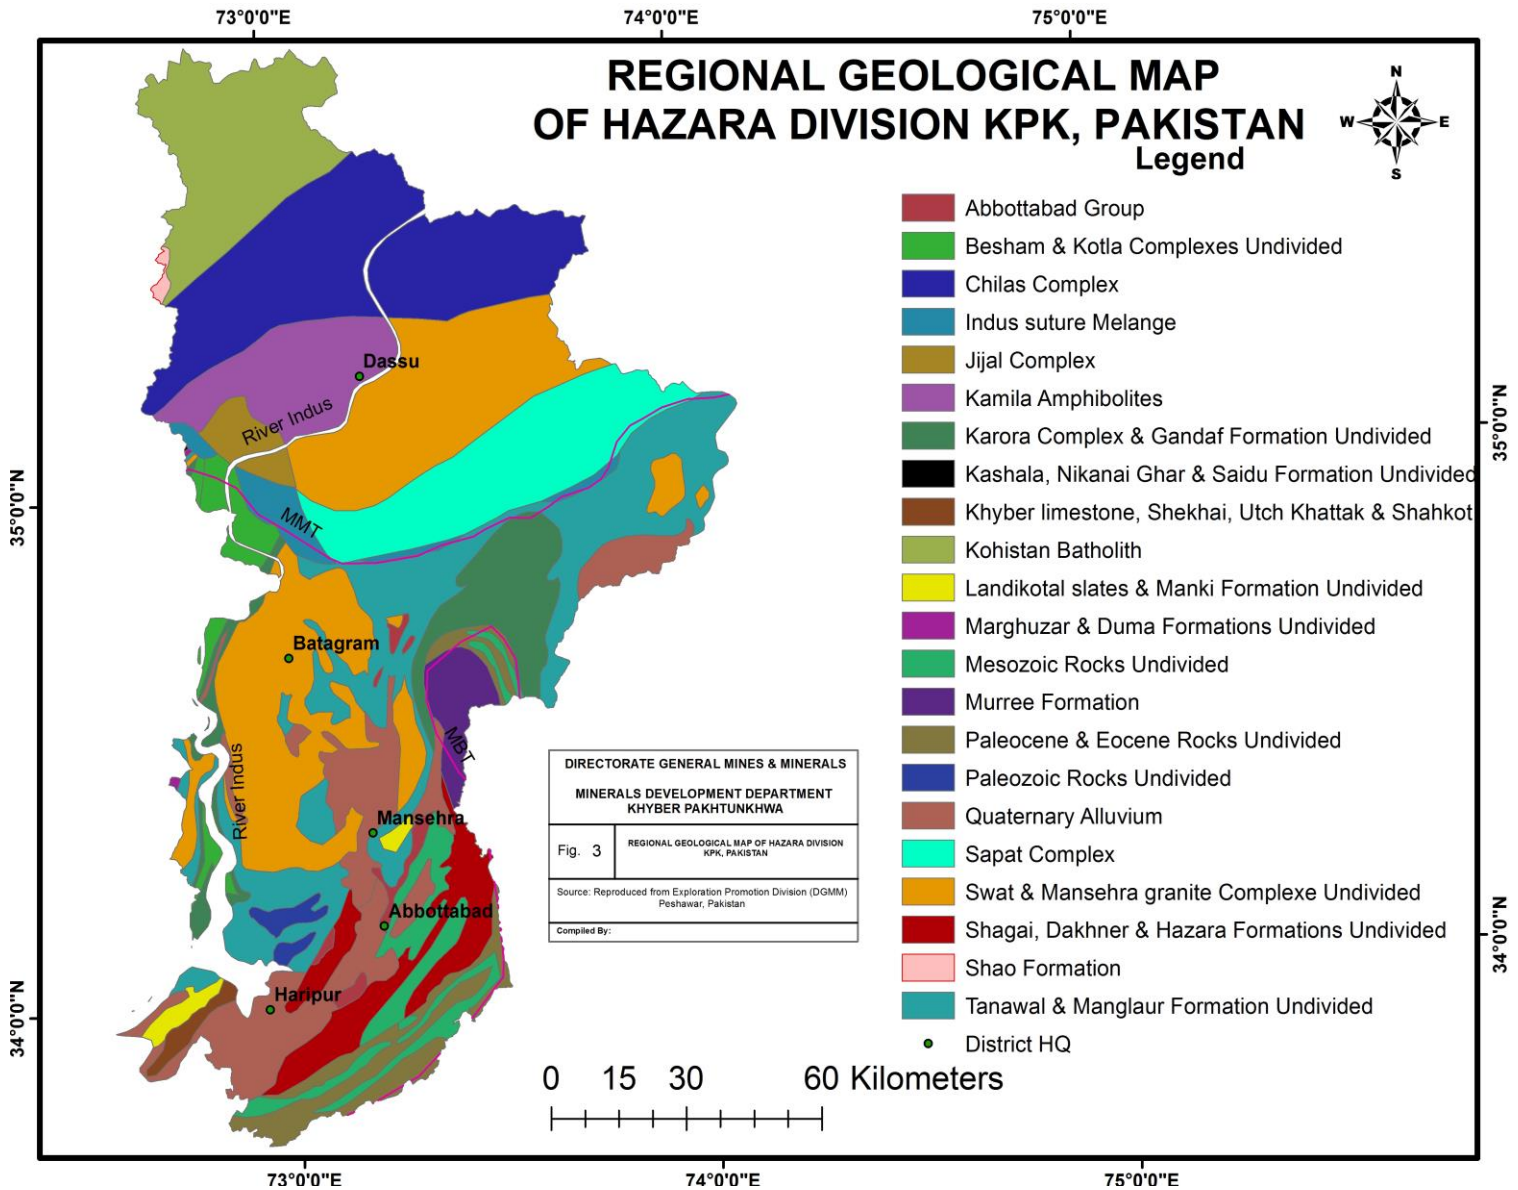 73°0'0"E 74°0'0"E 75°0'0"E
REGIONAL GEOLOGICAL MAP
OF HAZARA DIVISION KPK, PAKISTAN
N
W E
S
Legend
Abbottabad Group
Besham & Kotla Complexes Undivided
Chilas Complex
Indus suture Melange
Jijal Complex
Kamila Amphibolites
Karora Complex & Gandaf Formation Undivided
Kashala, Nikanai Ghar & Saidu Formation Undivided
Khyber limestone, Shekhai, Utch Khattak & Shahkot
Kohistan Batholith
Landikotal slates & Manki Formation Undivided
Marghuzar & Duma Formations Undivided
Mesozoic Rocks Undivided
Murree Formation
Paleocene & Eocene Rocks Undivided
Paleozoic Rocks Undivided
Quaternary Alluvium
Sapat Complex
Swat & Mansehra granite Complexe Undivided
Shagai, Dakhner & Hazara Formations Undivided
Shao Formation
Tanawal & Manglaur Formation Undivided
District HQ
Dassu
River Indus
MMT
Batagram
MBT
River Indus
Mansehra
Abbottabad
Haripur
35°0'0"N
34°0'0"N
35°0'0"N
34°0'0"N
DIRECTORATE GENERAL MINES & MINERALS
MINERALS DEVELOPMENT DEPARTMENT
KHYBER PAKHTUNKHWA
Fig. 3
REGIONAL GEOLOGICAL MAP OF HAZARA DIVISION
KPK, PAKISTAN
Source: Reproduced from Exploration Promotion Division (DGMM)
Peshawar, Pakistan
Compiled By:
0 15 30 60 Kilometers
73°0'0"E 74°0'0"E 75°0'0"E